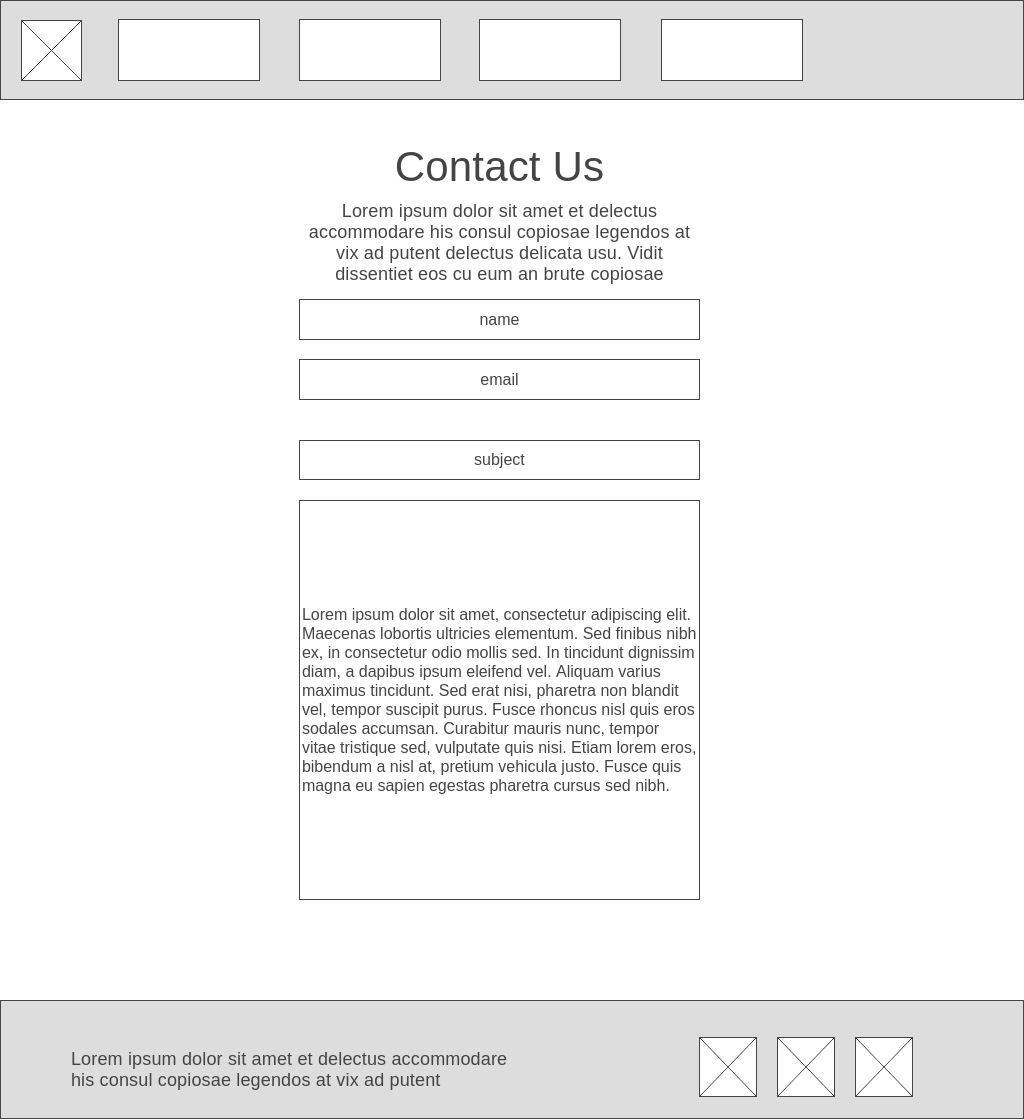 Contact Us
Lorem ipsum dolor sit amet et delectus
accommodare his consul copiosae legendos at
vix ad putent delectus delicata usu. Vidit
dissentiet eos cu eum an brute copiosae
name
email
subject
Lorem ipsum dolor sit amet, consectetur adipiscing elit.
Maecenas lobortis ultricies elementum. Sed finibus nibh
ex, in consectetur odio mollis sed. In tincidunt dignissim
diam, a dapibus ipsum eleifend vel. Aliquam varius
maximus tincidunt. Sed erat nisi, pharetra non blandit
vel, tempor suscipit purus. Fusce rhoncus nisl quis eros
sodales accumsan. Curabitur mauris nunc, tempor
vitae tristique sed, vulputate quis nisi. Etiam lorem eros,
bibendum a nisl at, pretium vehicula justo. Fusce quis
magna eu sapien egestas pharetra cursus sed nibh.
Lorem ipsum dolor sit amet et delectus accommodare
his consul copiosae legendos at vix ad putent